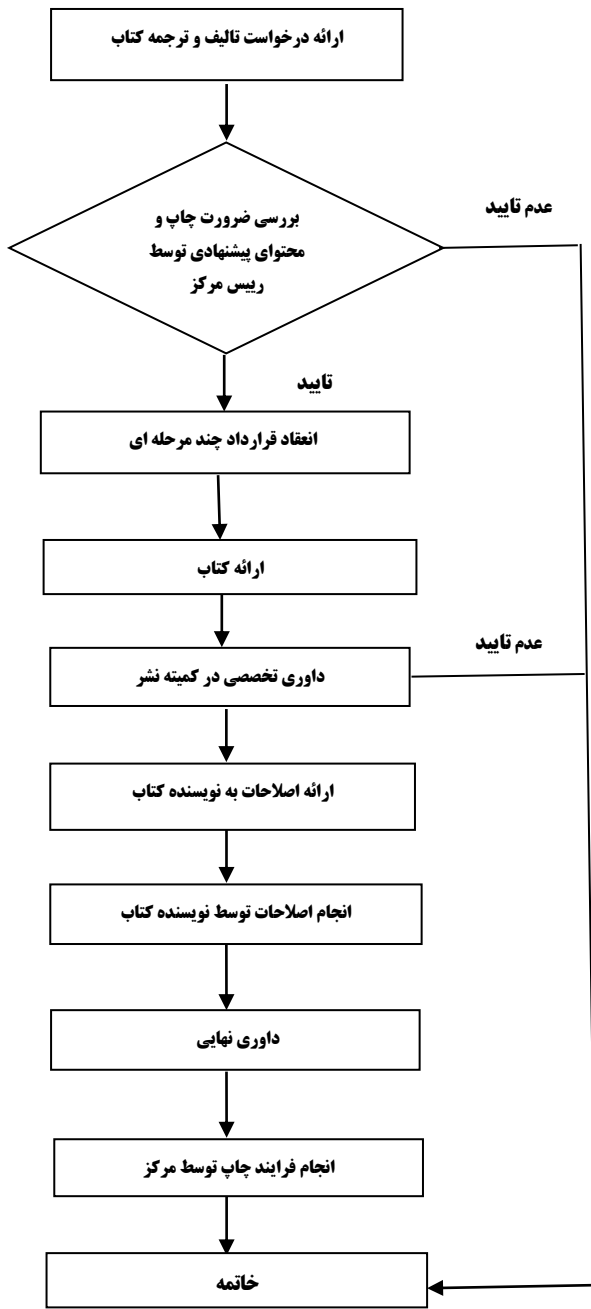 ارائه درخواست تالیف و ترجمه کتاب
بررسی ضرورت چاپ و
محتوای پیشنهادی توسط
رییس مرکز
عدم تایید
تایید
انعقاد قرارداد چند مرحله ای
ارائه کتاب
داوری تخصصی در کمیته نشر
عدم تایید
ارائه اصلاحات به نویسنده کتاب
انجام اصلاحات توسط نویسنده کتاب
داوری نهایی
انجام فرایند چاپ توسط مرکز
خاتمه